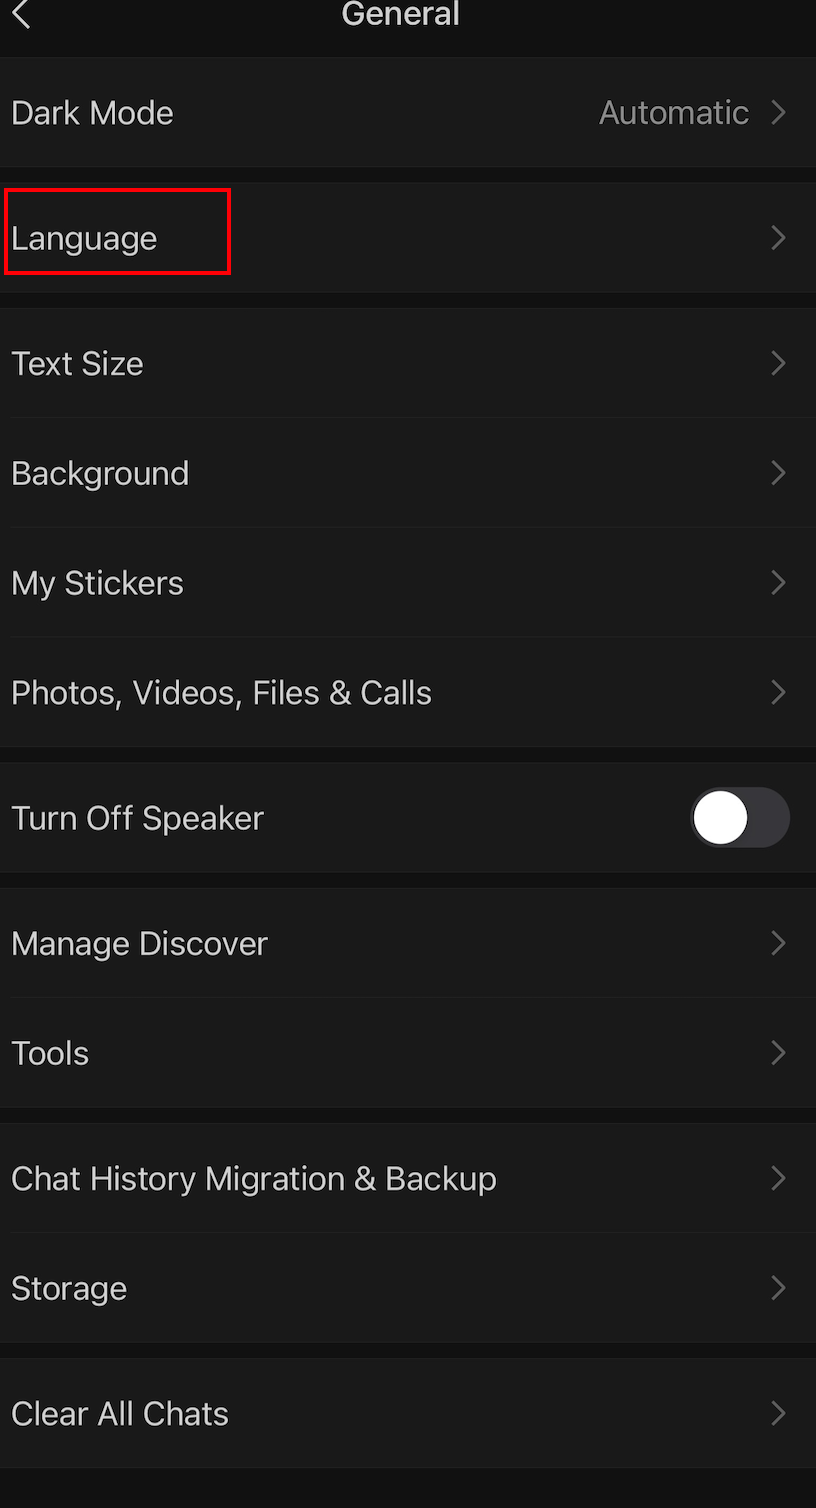 General
Dark Mode Automatic
Language
Text Size
Background
My Stickers
Photos, Videos, Files & Calls
Turn Off Speaker
Manage Discover
Tools
Chat History Migration & Backup
Storage
Clear All Chats